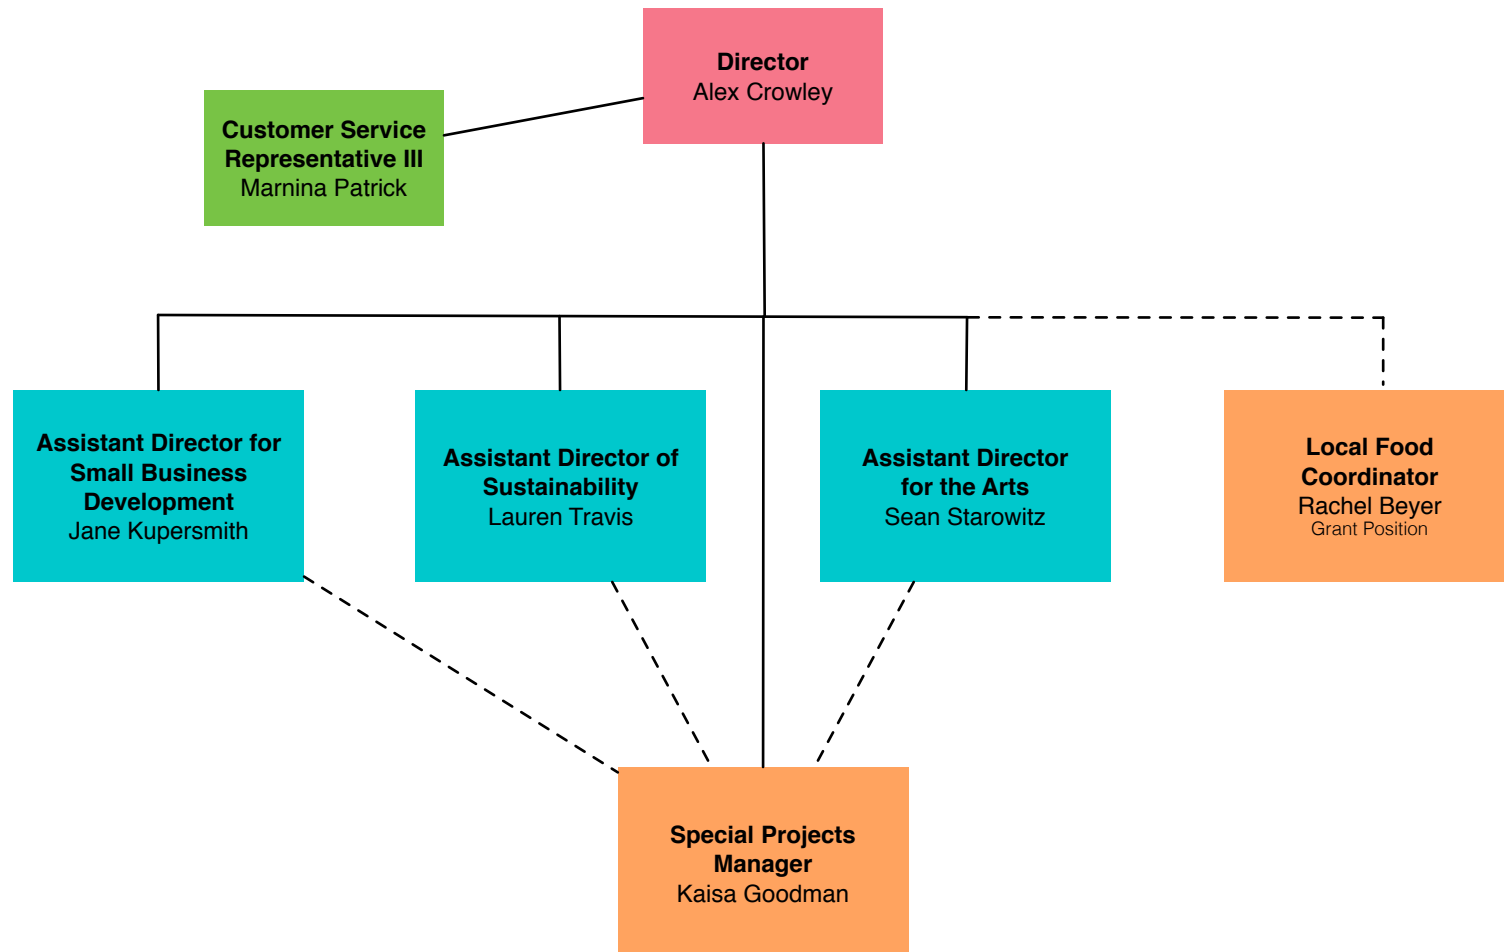 Director
Alex Crowley
Customer Service
Representative III
Marnina Patrick
Assistant Director for
Small Business
Development
Jane Kupersmith
Assistant Director of
Sustainability
Lauren Travis
Assistant Director
for the Arts
Sean Starowitz
Local Food
Coordinator
Rachel Beyer
Grant Position
Special Projects
Manager
Kaisa Goodman